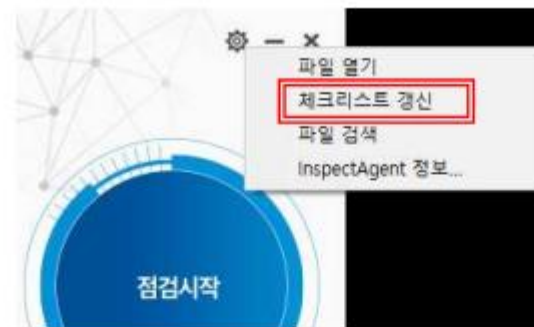 파일 열기
체크리스트 갱신
파일 검색
InspectAgent 정보...
점검시작